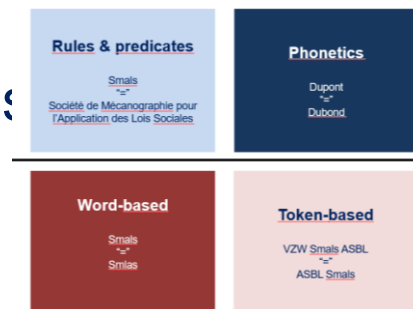 Rules & predicates
Smals
"="
Société de Mécanographie pour
l'Application des Lois Sociales
Phonetics
Dupont
"="
Dubond
Word-based
Smals
"="
Smlas
Token-based
VZW Smals ASBL
"="
ASBL Smals